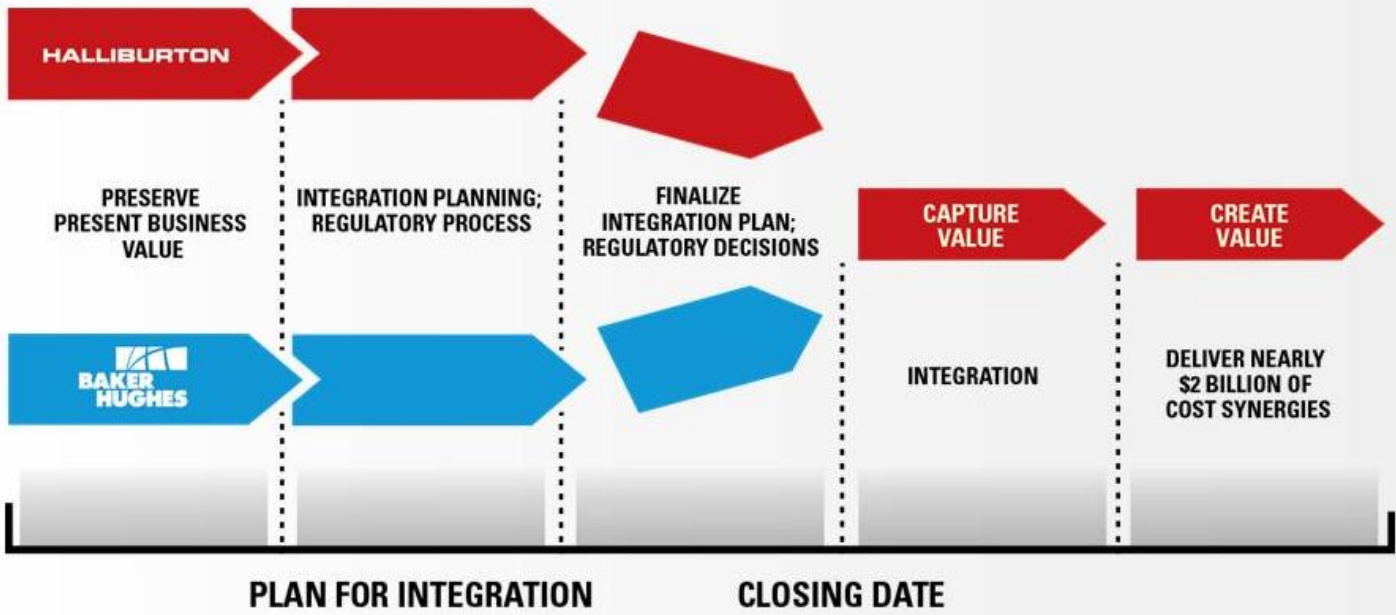 HALLIBURTON
PRESERVE
PRESENT BUSINESS
VALUE
INTEGRATION PLANNING;
REGULATORY PROCESS
FINALIZE
INTEGRATION PLAN;
REGULATORY DECISIONS
CAPTURE
VALUE
CREATE
VALUE
BAKER
HUGHES
INTEGRATION
DELIVER NEARLY
$2 BILLION OF
COST SYNERGIES
PLAN FOR INTEGRATION
CLOSING DATE